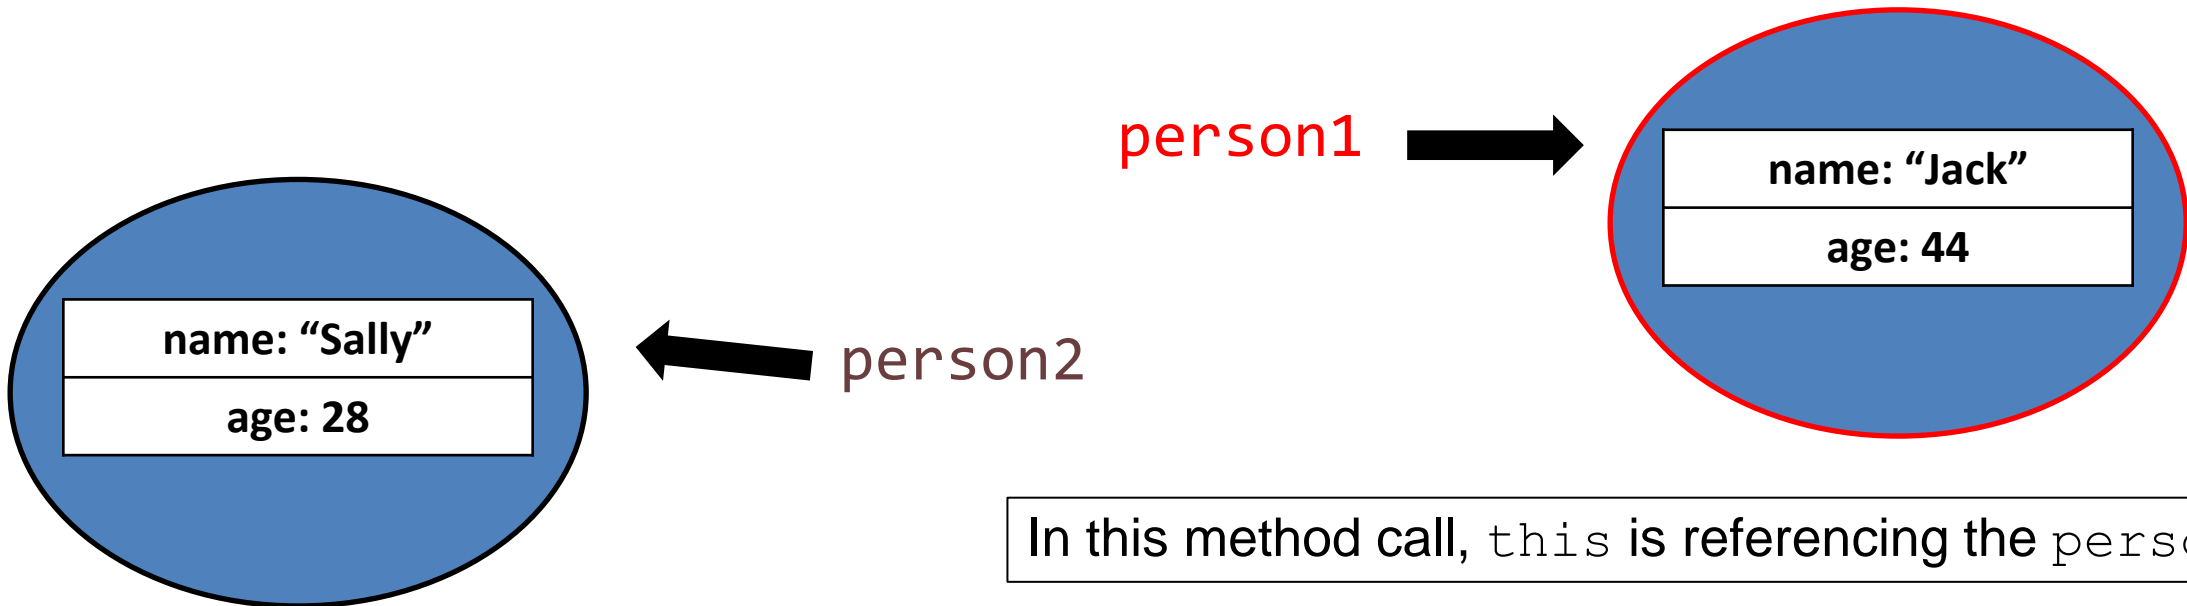 person1
name: “Jack”
age: 44
name: “Sally”
age: 28
person2
In this method call, this is referencing the